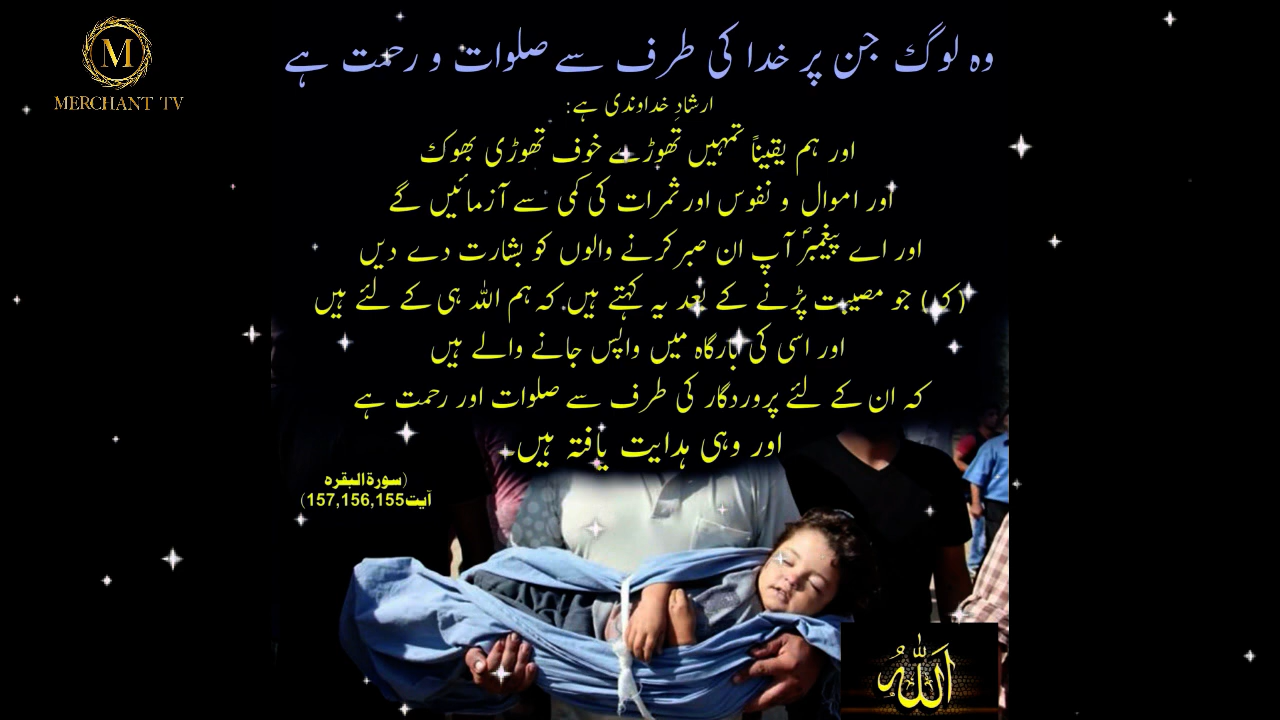 MERCHANT TV
وہ لوگ جن پر خدا کی طرف سے صلوات و رحمت ہے
ارشادِ خداوندی ہے:
اور ہم یقیناً تمہیں تھوڑے خوف تھوڑی بھوک
اور اموال و نفوس اور ثمرات کی کمی سے آزمائیں گے
اور اے پیغمبرؐ آپ ان صبر کرنے والوں کو بشارت دے دیں
(کہ) جو مصیبت پڑنے کے بعد یہ کہتے ہیں کہ ہم اللہ ہی کے لئے ہیں
اور اسی کی بارگاہ میں واپس جانے والے ہیں
کہ ان کے لئے پروردگار کی طرف سے صلوات اور رحمت ہے
اور وہی ہدایت یافتہ ہیں
(سورۃ البقرہ
آیت155,156,157)
اللّٰہ